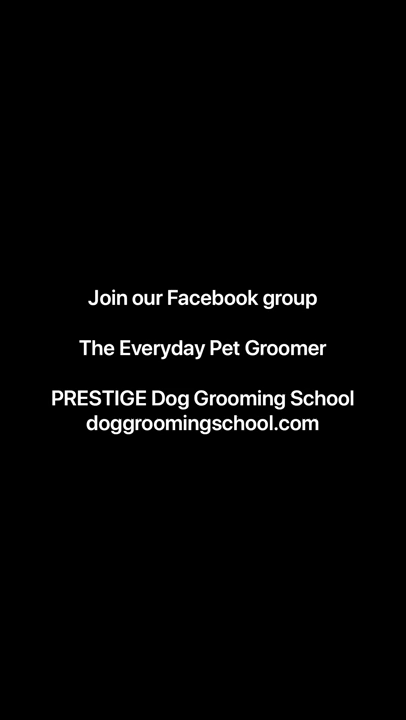 Join our Facebook group
The Everyday Pet Groomer
PRESTIGE Dog Grooming School
doggroomingschool.com